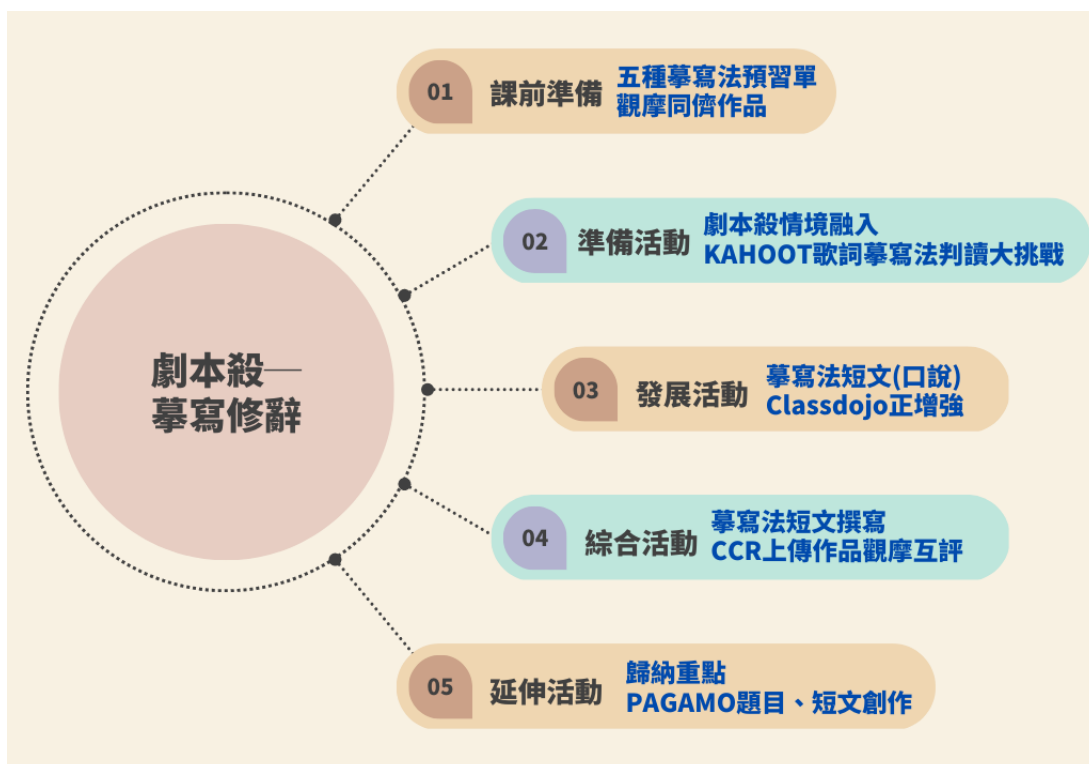 劇本殺─
摹寫修辭
01
課前準備
五種摹寫法預習單
觀摩同儕作品
02
準備活動
劇本殺情境融入
KAHOOT歌詞摹寫法判讀大挑戰
03
發展活動
摹寫法短文(口說)
Classdojo正增強
04
綜合活動
摹寫法短文撰寫
CCR上傳作品觀摩互評
05
延伸活動
歸納重點
PAGAMO題目、短文創作